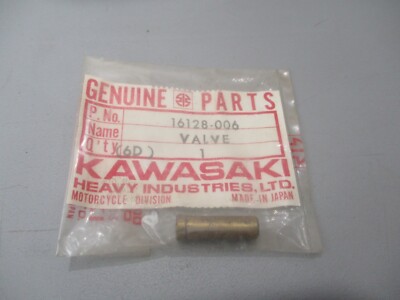 GENUINE PARTS
P. No. 16128-006
Name VALVE
Q'ty (6D) 1
KAWASAKI
HEAVY INDUSTRIES, LTD.
MOTORCYCLE DIVISION MADE IN JAPAN